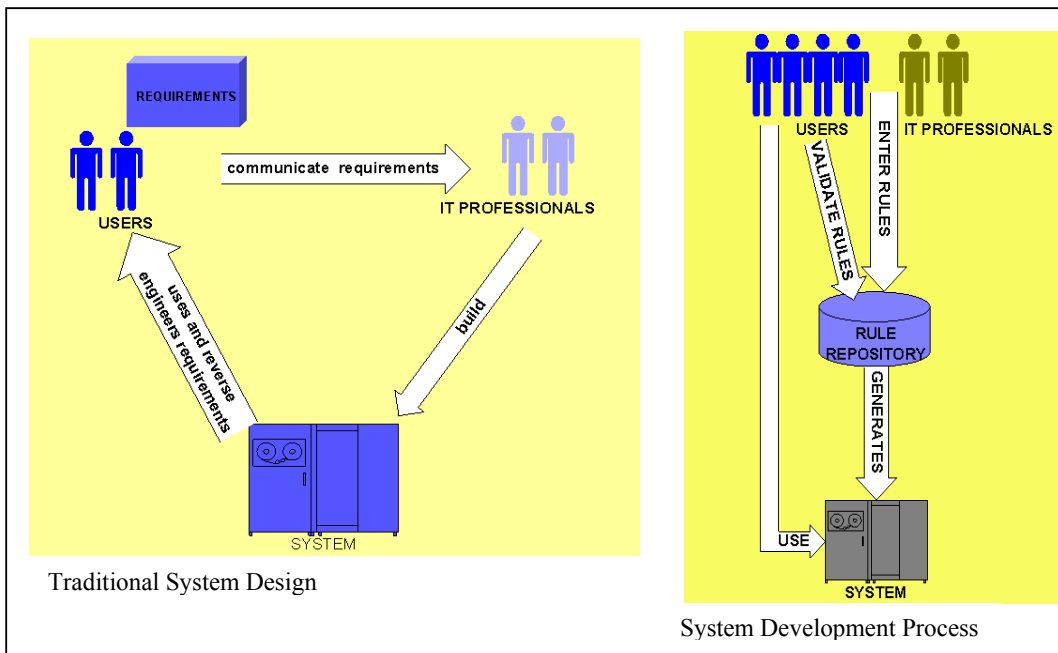 REQUIREMENTS
communicate requirements
USERS
IT PROFESSIONALS
build
uses and reverse
engineers requirements
SYSTEM
Traditional System Design
USERS
IT PROFESSIONALS
VALIDATE RULES
ENTER RULES
RULE
REPOSITORY
GENERATES
USE
SYSTEM
System Development Process